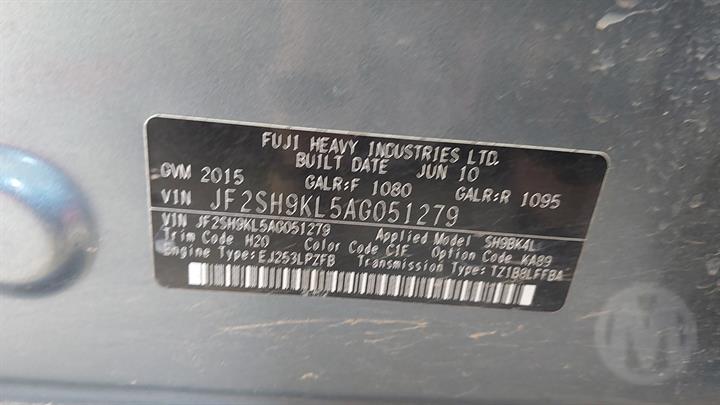 FUJI HEAVY INDUSTRIES LTD.
BUILT DATE JUN 10
GVM 2015 GALR:F 1080 GALR:R 1095
VIN JF2SH9KL5AG051279
VIN JF2SH9KL5AG051279 Applied Model SH9BK4L
Trim Code H20 Color Code C1F Option Code KA89
Engine Type:EJ253LPZFB Transmission Type:TZ1B8LFFBA
M